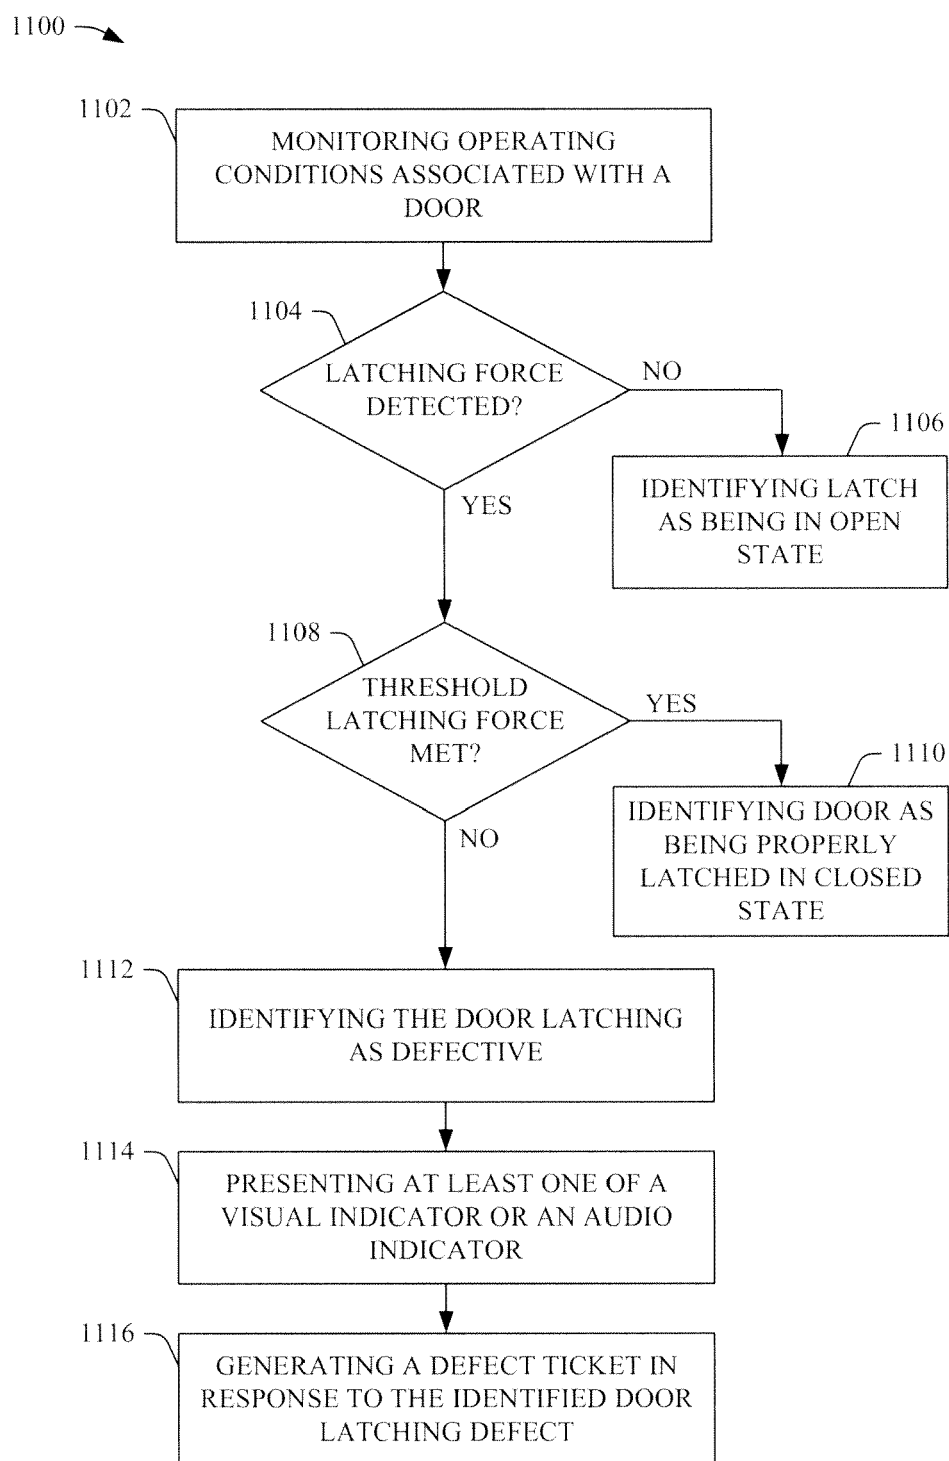 1100
1102
MONITORING OPERATING
CONDITIONS ASSOCIATED WITH A
DOOR
1104
LATCHING FORCE
DETECTED?
NO
1106
IDENTIFYING LATCH
AS BEING IN OPEN
STATE
YES
1108
THRESHOLD
LATCHING FORCE
MET?
YES
1110
IDENTIFYING DOOR AS
BEING PROPERLY
LATCHED IN CLOSED
STATE
NO
1112
IDENTIFYING THE DOOR LATCHING
AS DEFECTIVE
1114
PRESENTING AT LEAST ONE OF A
VISUAL INDICATOR OR AN AUDIO
INDICATOR
1116
GENERATING A DEFECT TICKET IN
RESPONSE TO THE IDENTIFIED DOOR
LATCHING DEFECT